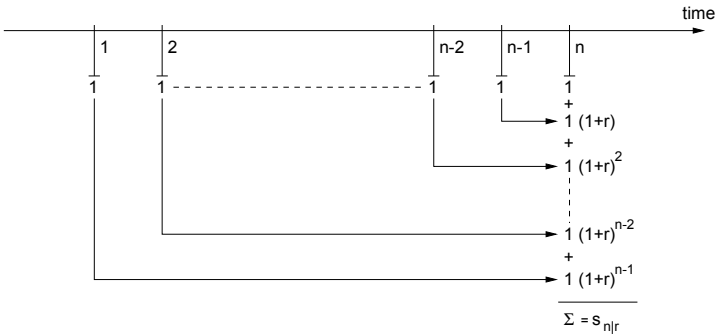 time
1 2 n-2 n-1 n
1 1 1 1 1
+
1 (1+r)
+
1 (1+r)^2
1 (1+r)^n-2
+
1 (1+r)^n-1
Σ = s_n|r